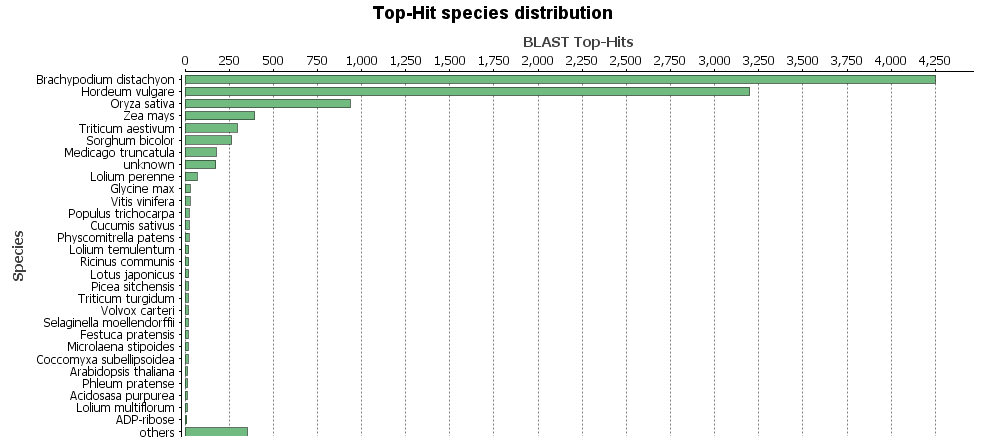 Top-Hit species distribution
BLAST Top-Hits
0 250 500 750 1,000 1,250 1,500 1,750 2,000 2,250 2,500 2,750 3,000 3,250 3,500 3,750 4,000 4,250
Species
Brachypodium distachyon
Hordeum vulgare
Oryza sativa
Zea mays
Triticum aestivum
Sorghum bicolor
Medicago truncatula
unknown
Lolium perenne
Glycine max
Vitis vinifera
Populus trichocarpa
Cucumis sativus
Physcomitrella patens
Lolium temulentum
Ricinus communis
Lotus japonicus
Picea sitchensis
Triticum turgidum
Volvox carteri
Selaginella moellendorffii
Festuca pratensis
Microlaena stipoides
Coccomyxa subellipsoidea
Arabidopsis thaliana
Phleum pratense
Acidosasa purpurea
Lolium multiflorum
ADP-ribose
others